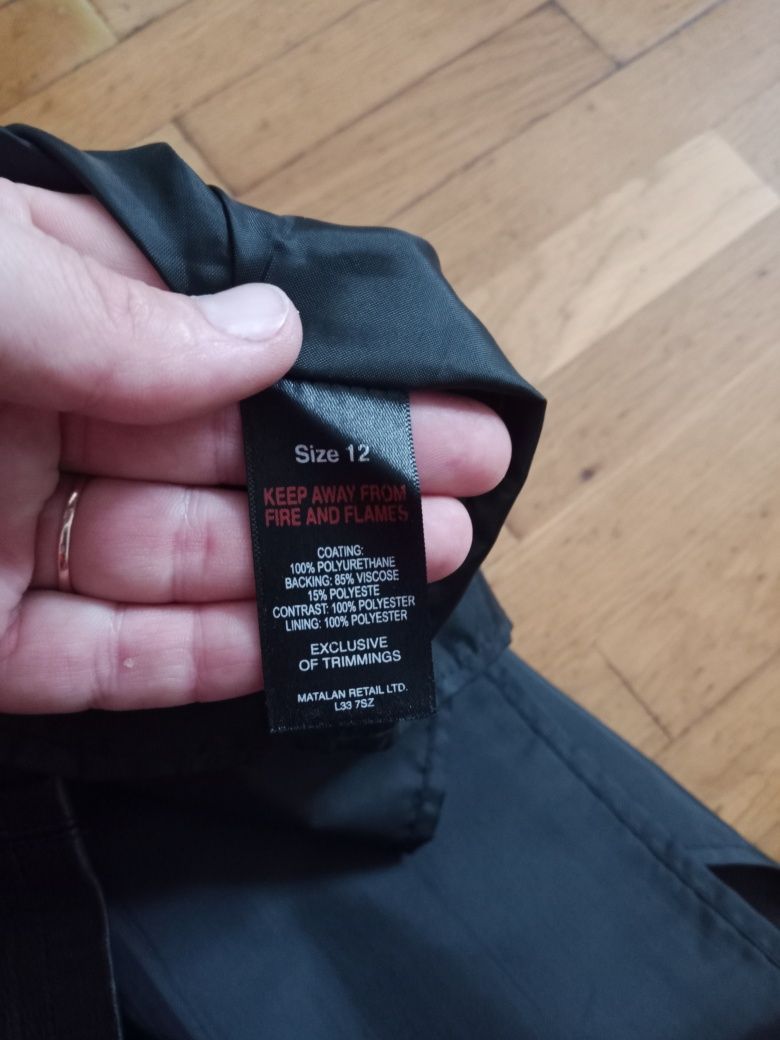 Size 12
KEEP AWAY FROM
FIRE AND FLAMES
COATING:
100% POLYURETHANE
BACKING: 85% VISCOSE
15% POLYESTE
CONTRAST: 100% POLYESTER
LINING: 100% POLYESTER
EXCLUSIVE
OF TRIMMINGS
MATALAN RETAIL LTD.
L33 7SZ